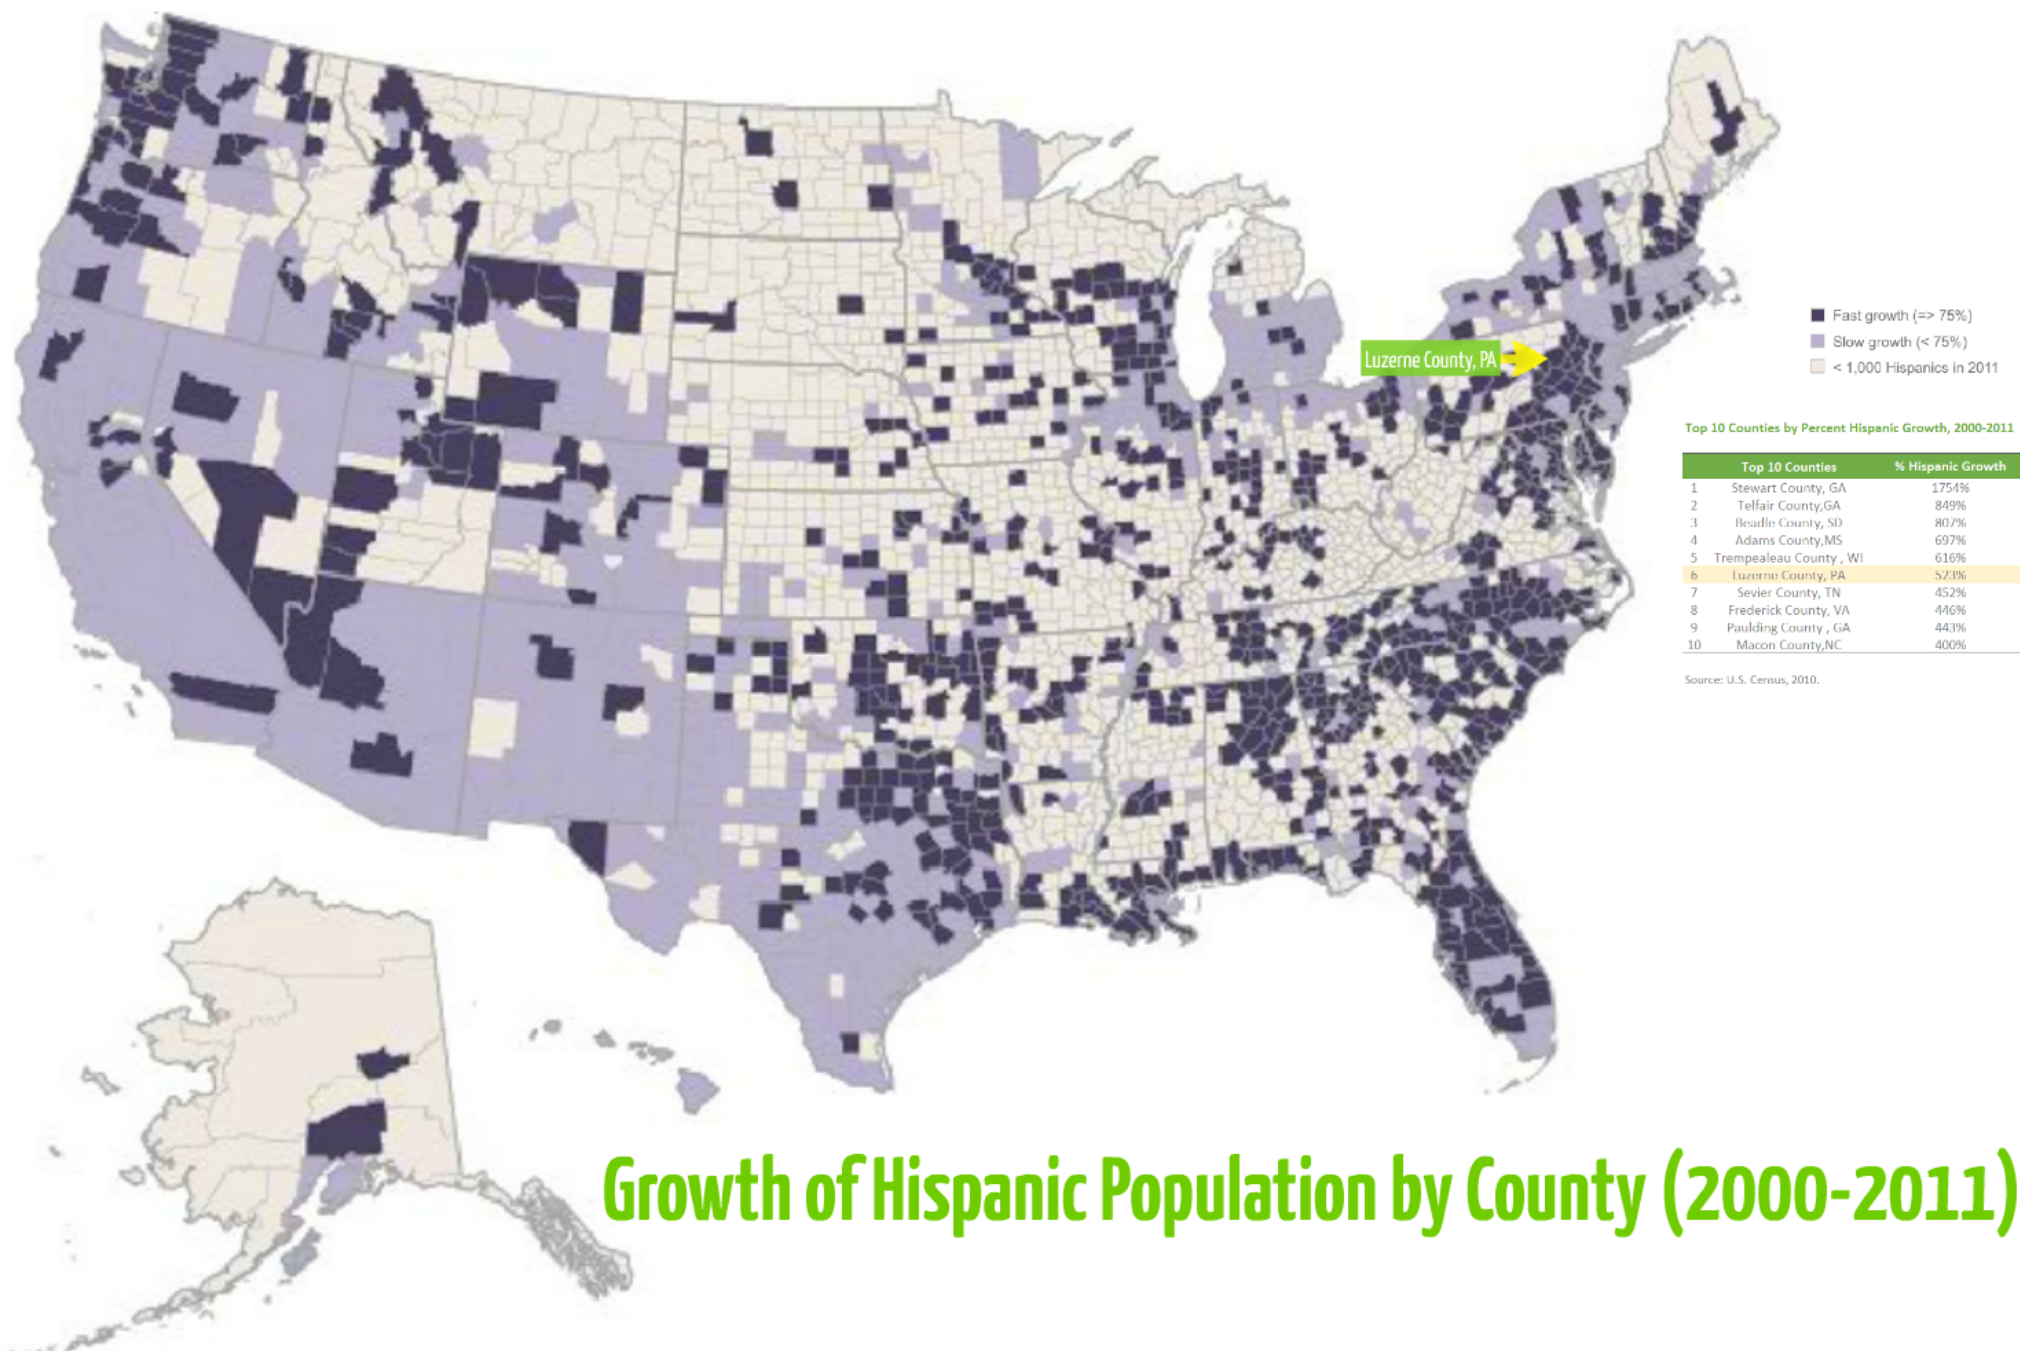 Fast growth (=> 75%)
Slow growth (< 75%)
< 1,000 Hispanics in 2011
Luzerne County, PA
Top 10 Counties by Percent Hispanic Growth, 2000-2011
Top 10 Counties % Hispanic Growth
1 Stewart County, GA 1754%
2 Telfair County,GA 849%
3 Beadle County, SD 807%
4 Adams County,MS 697%
5 Trempealeau County , WI 616%
6 Luzerne County, PA 523%
7 Sevier County, TN 452%
8 Frederick County, VA 446%
9 Paulding County , GA 443%
10 Macon County,NC 400%
Source: U.S. Census, 2010.
Growth of Hispanic Population by County (2000-2011)